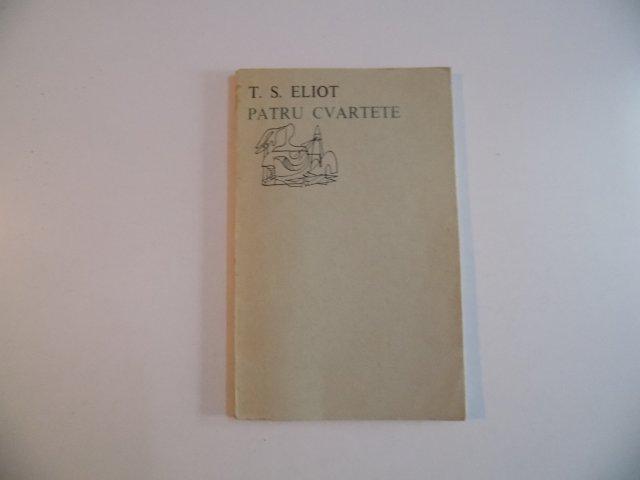 T. S. ELIOT
PATRU CVARTETE